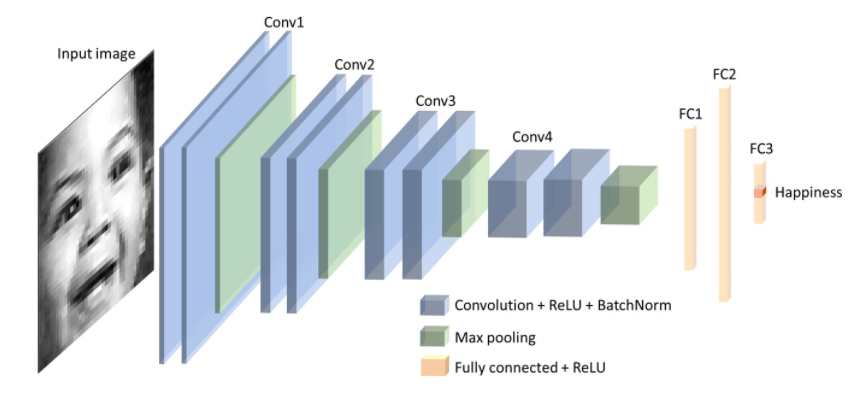 Input image
Conv1
Conv2
Conv3
Conv4
FC1
FC2
FC3
Happiness
Convolution + ReLU + BatchNorm
Max pooling
Fully connected + ReLU